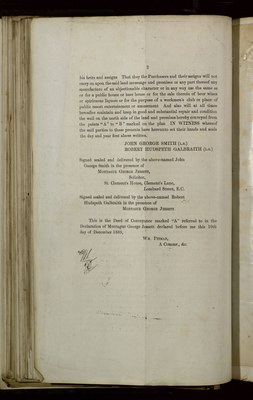 2
his heirs and assigns That they the Purchasers and their assigns will not
carry on upon the said land messuage and premises or any part thereof any
manufacture of an objectionable character or in any way use the same as
or for a public house or beer house or for the sale thereon of beer wines
or spirituous liquors or for the purpose of a mechanic's club or place of
public resort entertainment or amusement And also will at all times
hereafter maintain and keep in good and substantial repair and condition
the wall on the north side of the land and premises hereby conveyed from
the points "A" to "B" marked on the plan IN WITNESS whereof
the said parties to these presents have hereunto set their hands and seals
the day and year first above written.
JOHN GEORGE SMITH (L.S.)
ROBERT HUDSPETH GALBRAITH (L.S.)
Signed sealed and delivered by the above-named John
George Smith in the presence of
MONTAGUE GEORGE JESSETT,
Solicitor,
St. Clement's House, Clement's Lane,
Lombard Street, E.C.
Signed sealed and delivered by the above-named Robert
Hudspeth Galbraith in the presence of
MONTAGUE GEORGE JESSETT
This is the Deed of Conveyance marked "A" referred to in the
Declaration of Montague George Jessett declared before me this 18th
day of December
WM.
A Commr., &c.